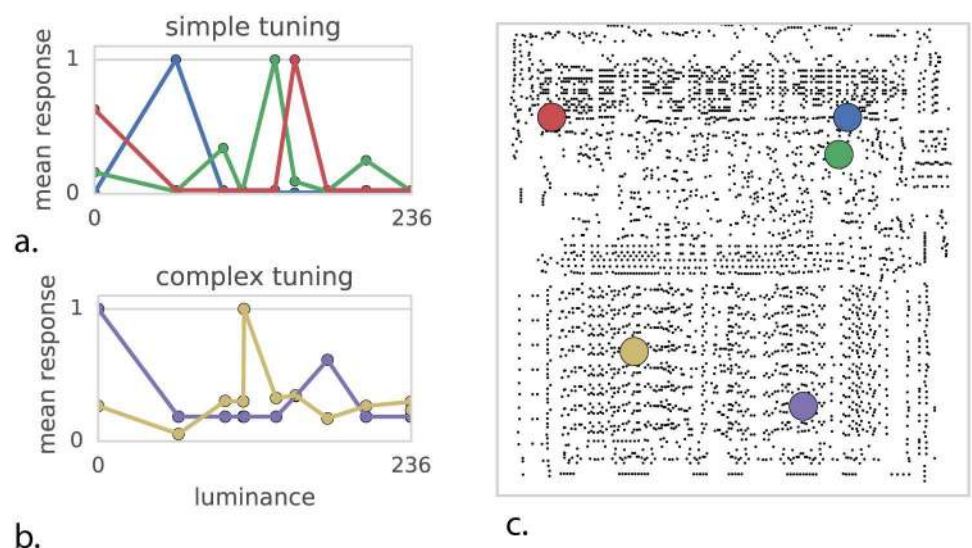 simple tuning
1
mean response
0
0
236
a.
complex tuning
1
mean response
0
0
236
luminance
b.
c.